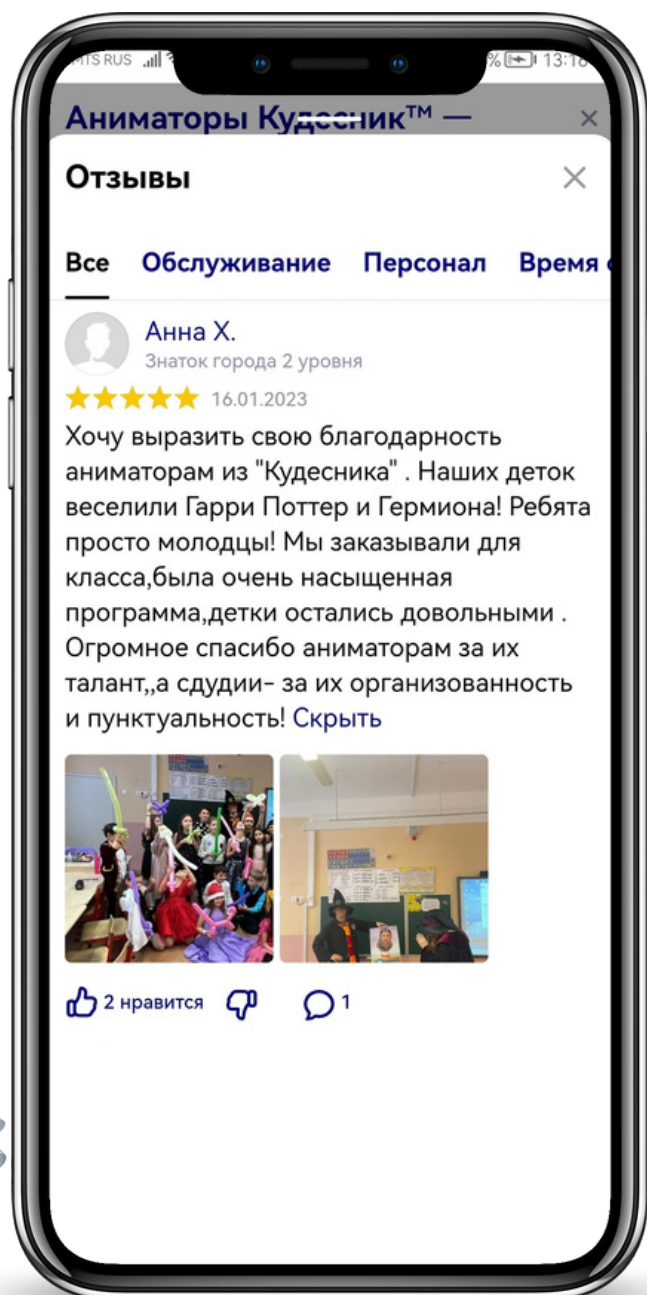 MTS RUS % 13:16
Аниматоры Кудесник™ —
Отзывы
Все Обслуживание Персонал Время
Анна Х.
Знаток города 2 уровня
16.01.2023
Хочу выразить свою благодарность
аниматорам из "Кудесника" . Наших деток
веселили Гарри Поттер и Гермиона! Ребята
просто молодцы! Мы заказывали для
класса,была очень насыщенная
программа,детки остались довольными .
Огромное спасибо аниматорам за их
талант,,а сдудии- за их организованность
и пунктуальность! Скрыть
2 нравится 1